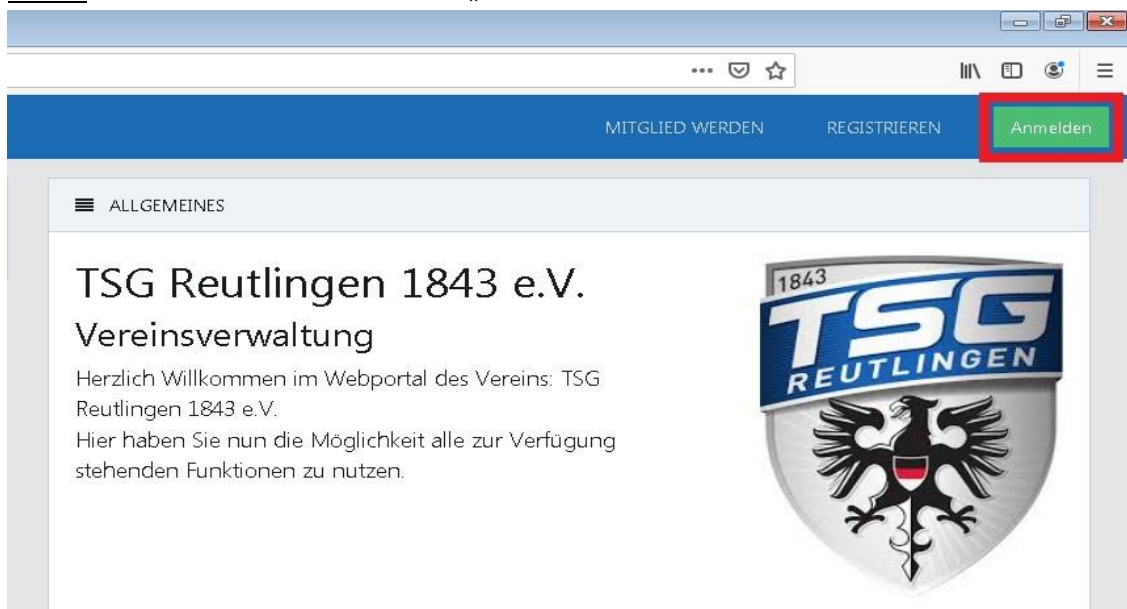 MITGLIED WERDEN REGISTRIEREN Anmelden
ALLGEMEINES
TSG Reutlingen 1843 e.V.
Vereinsverwaltung
Herzlich Willkommen im Webportal des Vereins: TSG
Reutlingen 1843 e.V.
Hier haben Sie nun die Möglichkeit alle zur Verfügung
stehenden Funktionen zu nutzen.
1843
TSG
REUTLINGEN